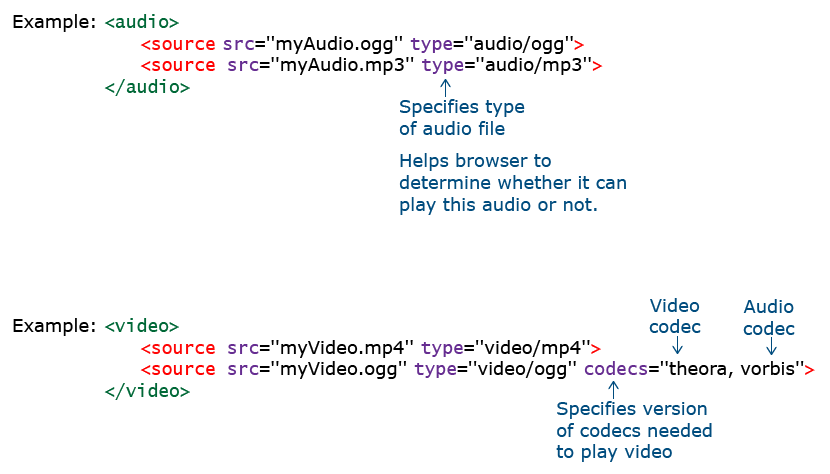 Example: <audio>
<source src="myAudio.ogg" type="audio/ogg">
<source src="myAudio.mp3" type="audio/mp3">
</audio>
Specifies type
of audio file
Helps browser to
determine whether it can
play this audio or not.
Video
codec
Audio
codec
Example: <video>
<source src="myVideo.mp4" type="video/mp4">
<source src="myVideo.ogg" type="video/ogg" codecs="theora, vorbis">
</video>
Specifies version
of codecs needed
to play video